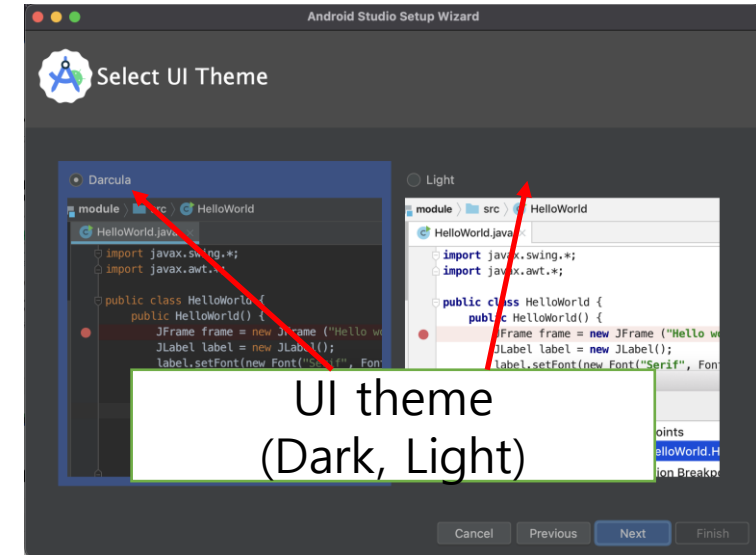 Android Studio Setup Wizard
Select UI Theme
Darcula
module src HelloWorld
HelloWorld.java
import javax.swing.*;
import javax.awt.*;
public class HelloWorld {
public HelloWorld() {
JFrame frame = new JFrame ("Hello
JLabel label = new JLabel();
label.setFont(new Font("Serif",
Light
module src HelloWorld
HelloWorld.java
import javax.swing.*;
import javax.awt.*;
public class HelloWorld {
public HelloWorld() {
JFrame frame = new JFrame ("Hello
JLabel label = new JLabel();
label.setFont(new Font("Serif",
UI theme
(Dark, Light)
Cancel Previous Next Finish